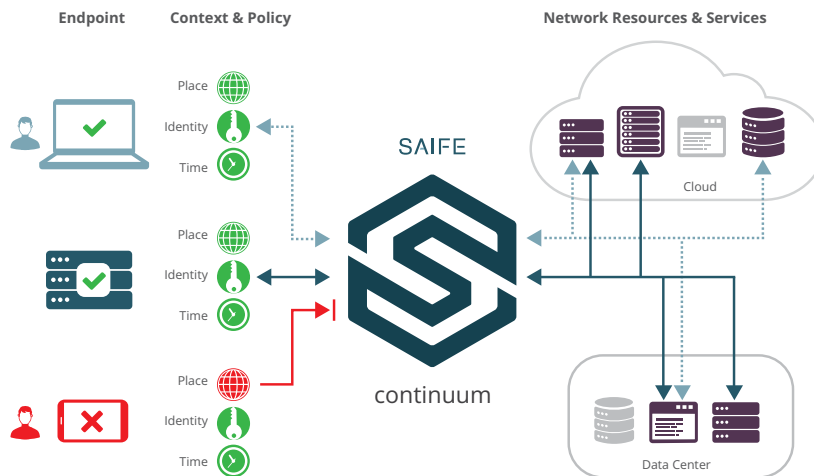 Endpoint
Context & Policy
Network Resources & Services
Place
Identity
Time
SAIFE
Cloud
Place
Identity
Time
continuum
Place
Identity
Time
Data Center